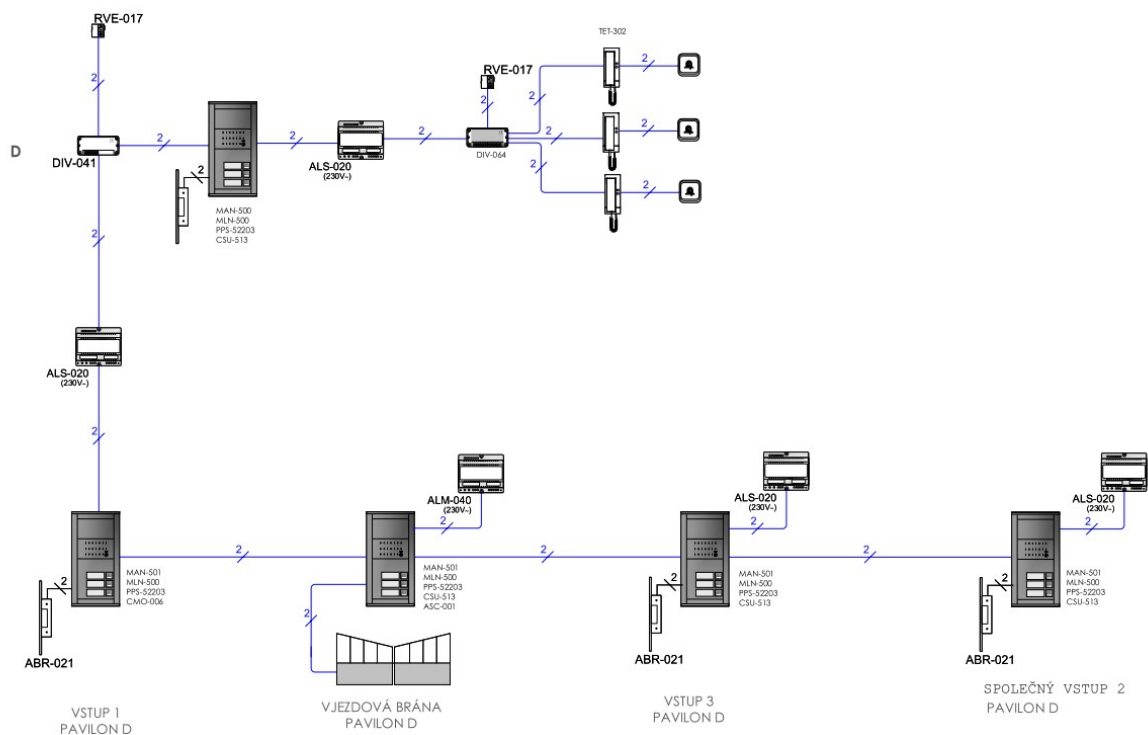 RVE-017
TET-302
RVE-017
2
2
2
2
2
D
DIV-041
2
2
ALS-020
(230V~)
2
DIV-064
2
2
2
2
2
MAN-500
MLN-500
PPS-52203
CSU-513
2
ALS-020
(230V~)
2
ALM-040
(230V~)
2
ALS-020
(230V~)
2
ALS-020
(230V~)
2
2
2
2
2
MAN-501
MLN-500
PPS-52203
CMO-006
MAN-501
MLN-500
PPS-52203
CSU-513
ASC-001
2
2
MAN-501
MLN-500
PPS-52203
CSU-513
2
MAN-501
MLN-500
PPS-52203
CSU-513
ABR-021
ABR-021
ABR-021
VSTUP 1
PAVILON D
VJEZDOVÁ BRÁNA
PAVILON D
VSTUP 3
PAVILON D
SPOLEČNÝ VSTUP 2
PAVILON D